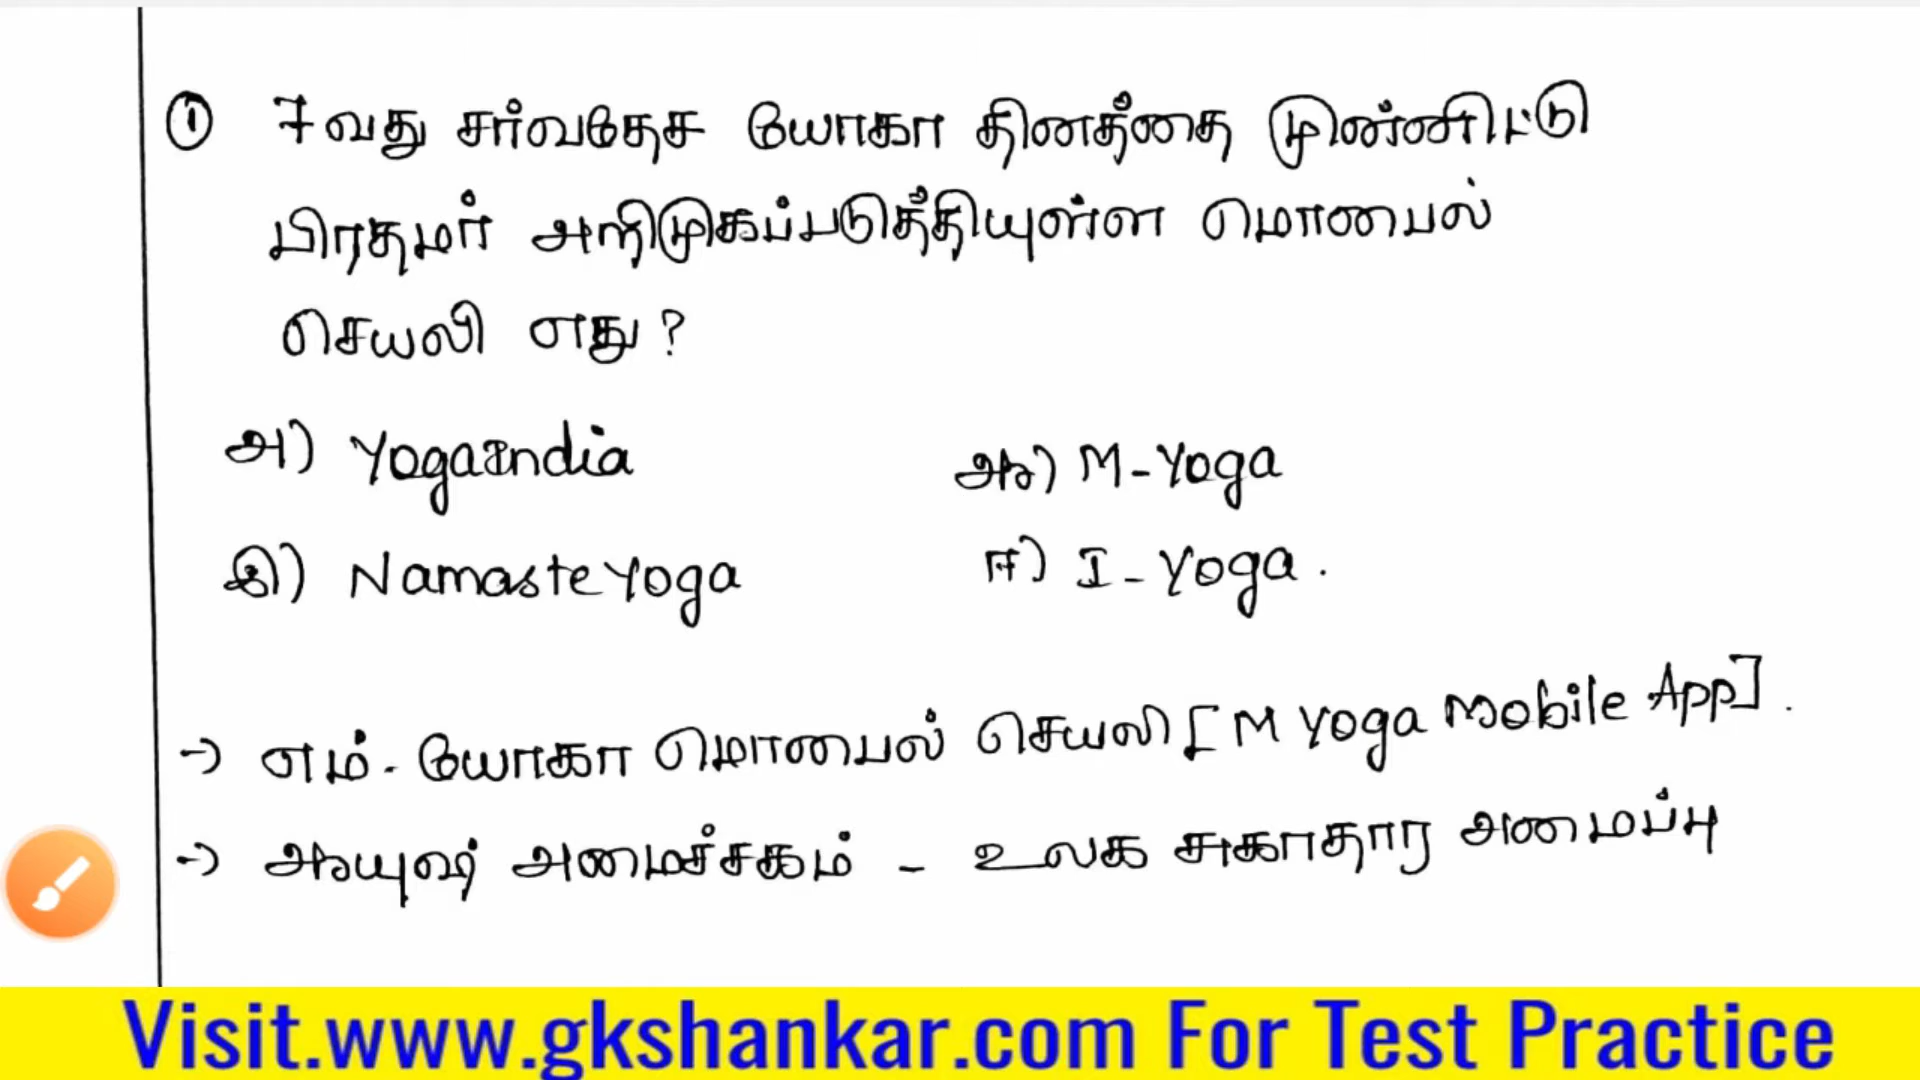 ① 7வது சர்வதேச யோகா தினத்தை முன்னிட்டு
பிரதமர் அறிமுகப்படுத்தியுள்ள மொபைல்
செயலி எது?
அ) YogaIndia ஆ) M-Yoga
இ) NamasteYoga ஈ) I-Yoga.
→ எம்.யோகா மொபைல் செயலி [M Yoga Mobile App].
→ ஆயுஷ் அமைச்சகம் - உலக சுகாதார அமைப்பு
Visit.www.gkshankar.com For Test Practice